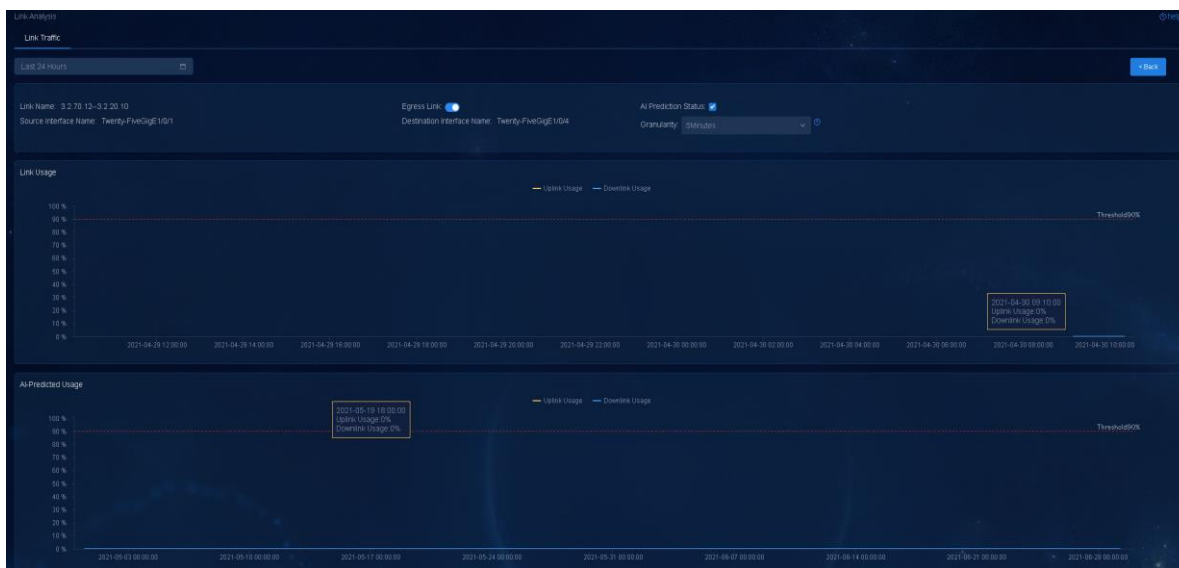 Link Analysis
help
Link Traffic
Last 24 Hours
< Back
Link Name: 3.2.70.12--3.2.20.10
Egress Link:
AI Prediction Status:
Source Interface Name: Twenty-FiveGigE1/0/1
Destination Interface Name: Twenty-FiveGigE1/0/4
Granularity: 5Minutes
Link Usage
Uplink Usage Downlink Usage
100 %
90 %
Threshold90%
80 %
70 %
60 %
50 %
40 %
30 %
20 %
10 %
0 %
2021-04-30 09:10:00
Uplink Usage:0%
Downlink Usage:0%
2021-04-29 12:00:00 2021-04-29 14:00:00 2021-04-29 16:00:00 2021-04-29 18:00:00 2021-04-29 20:00:00 2021-04-29 22:00:00 2021-04-30 00:00:00 2021-04-30 02:00:00 2021-04-30 04:00:00 2021-04-30 06:00:00 2021-04-30 08:00:00 2021-04-30 10:00:00
AI-Predicted Usage
Uplink Usage Downlink Usage
2021-05-19 18:00:00
Uplink Usage:0%
Downlink Usage:0%
100 %
90 %
Threshold90%
80 %
70 %
60 %
50 %
40 %
30 %
20 %
10 %
0 %
2021-05-03 00:00:00 2021-05-10 00:00:00 2021-05-17 00:00:00 2021-05-24 00:00:00 2021-05-31 00:00:00 2021-06-07 00:00:00 2021-06-14 00:00:00 2021-06-21 00:00:00 2021-06-28 00:00:00